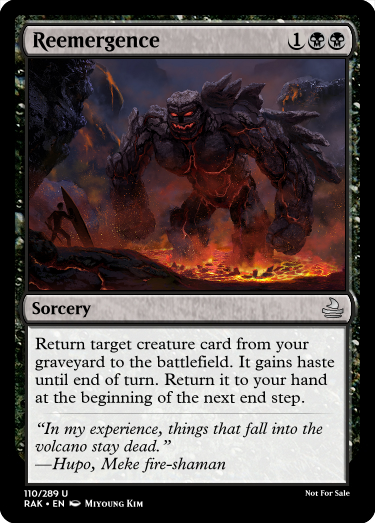 Reemergence 1
Sorcery
Return target creature card from your
graveyard to the battlefield. It gains haste
until end of turn. Return it to your hand
at the beginning of the next end step.
“In my experience, things that fall into the
volcano stay dead.”
—Hupo, Meke fire-shaman
110/289 U
Not For Sale
RAK • EN Miyoung Kim